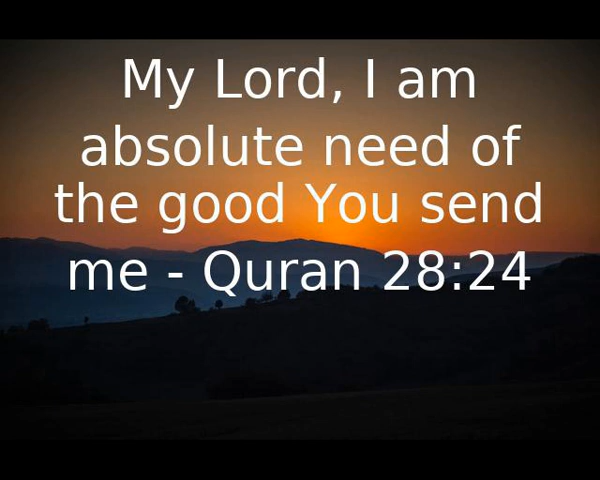 My Lord, I am
absolute need of
the good You send
me - Quran 28:24